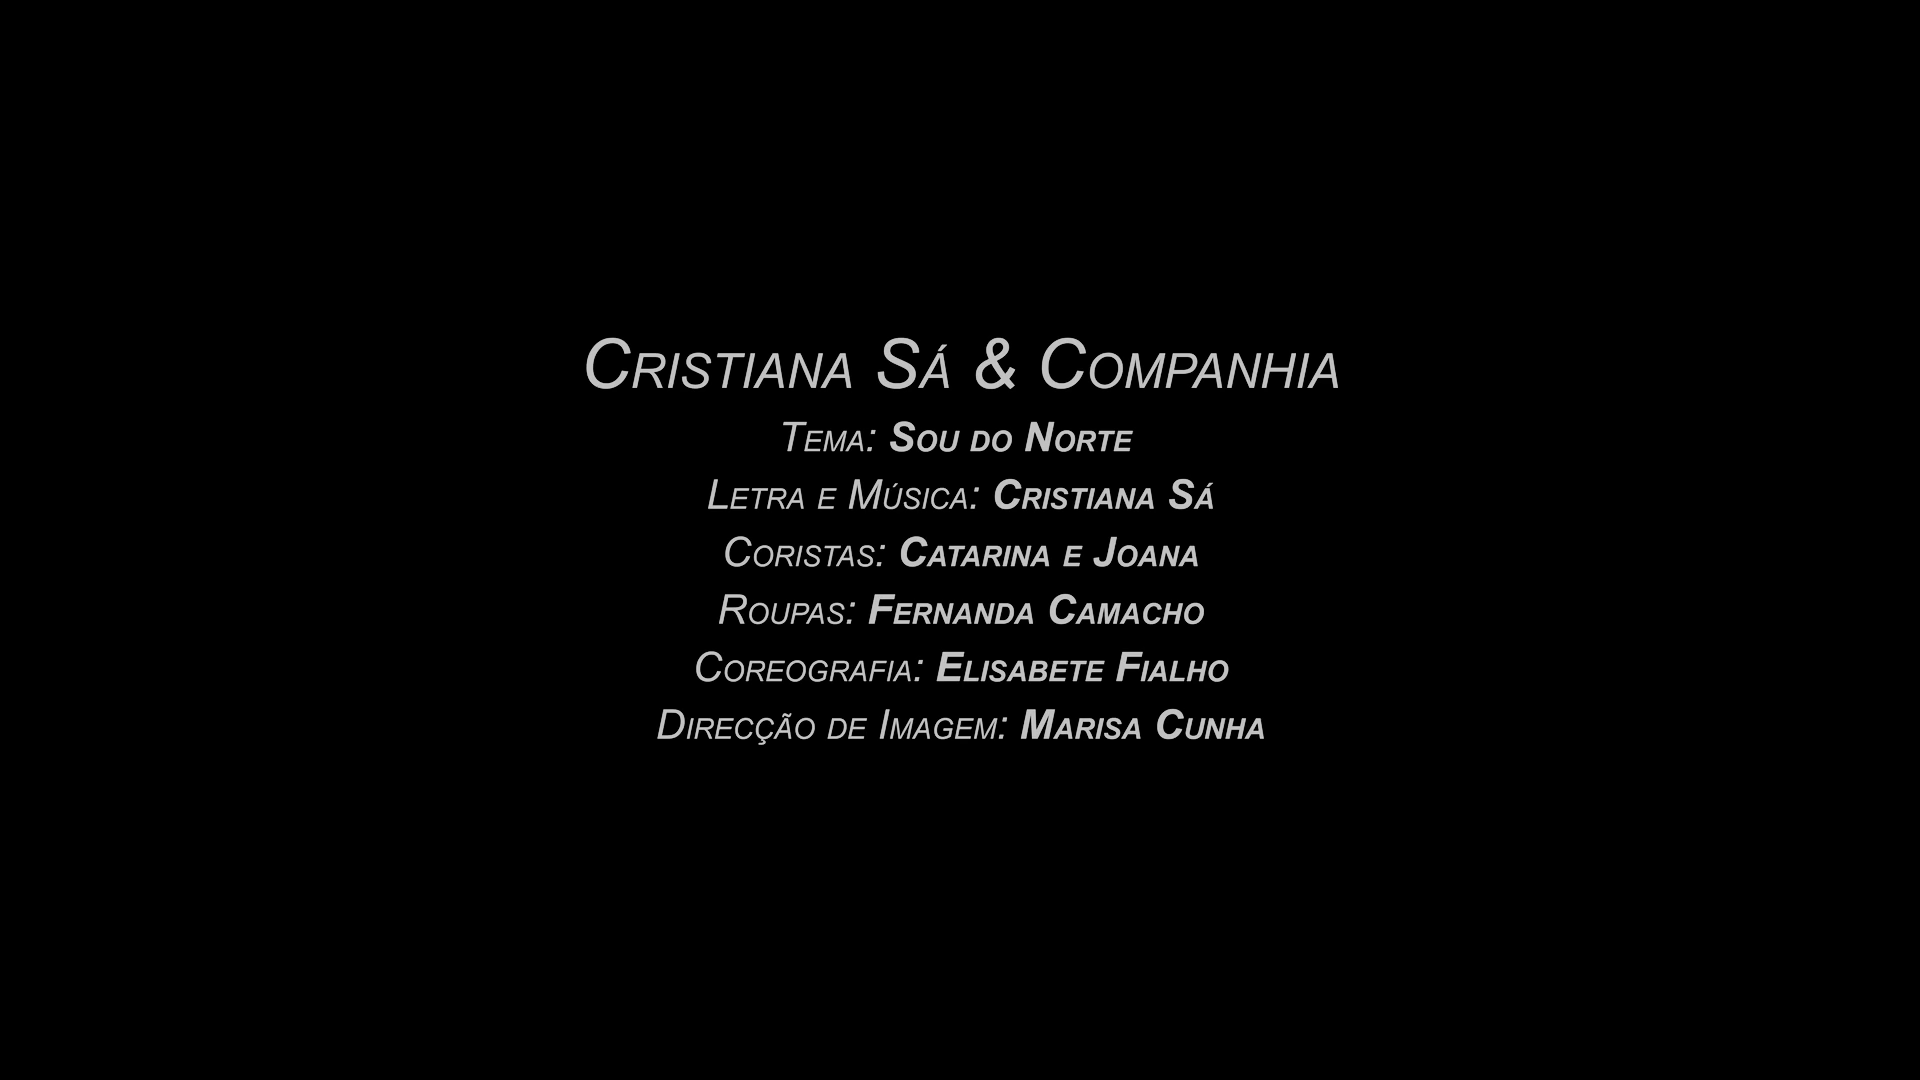 Cristiana Sá & Companhia
Tema: Sou do Norte
Letra e Música: Cristiana Sá
Coristas: Catarina e Joana
Roupas: Fernanda Camacho
Coreografia: Elisabete Fialho
Direcção de Imagem: Marisa Cunha